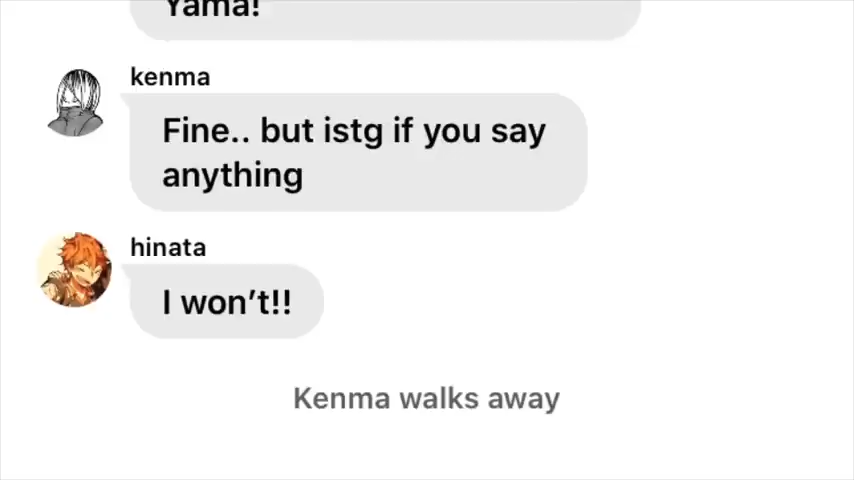 Yama!
kenma
Fine.. but istg if you say
anything
hinata
I won’t!!
Kenma walks away